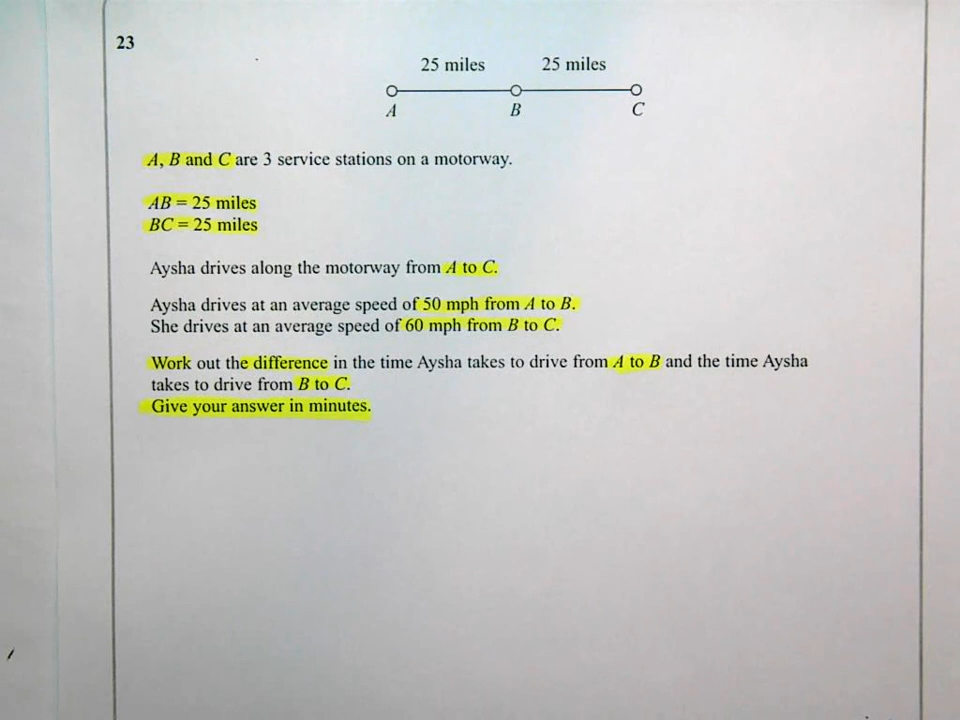 23
25 miles 25 miles
A B C
A, B and C are 3 service stations on a motorway.
AB = 25 miles
BC = 25 miles
Aysha drives along the motorway from A to C.
Aysha drives at an average speed of 50 mph from A to B.
She drives at an average speed of 60 mph from B to C.
Work out the difference in the time Aysha takes to drive from A to B and the time Aysha
takes to drive from B to C.
Give your answer in minutes.